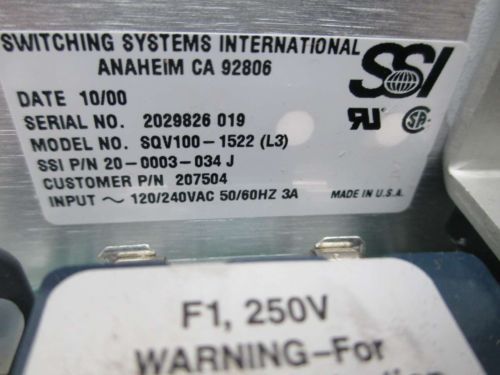 SWITCHING SYSTEMS INTERNATIONAL
ANAHEIM CA 92806
SSI
DATE 10/00
SERIAL NO. 2029826 019
MODEL NO. SQV100-1522 (L3)
SSI P/N 20-0003-034 J
CUSTOMER P/N 207504
INPUT ~ 120/240VAC 50/60HZ 3A
MADE IN U.S.A.
F1, 250V
WARNING-For